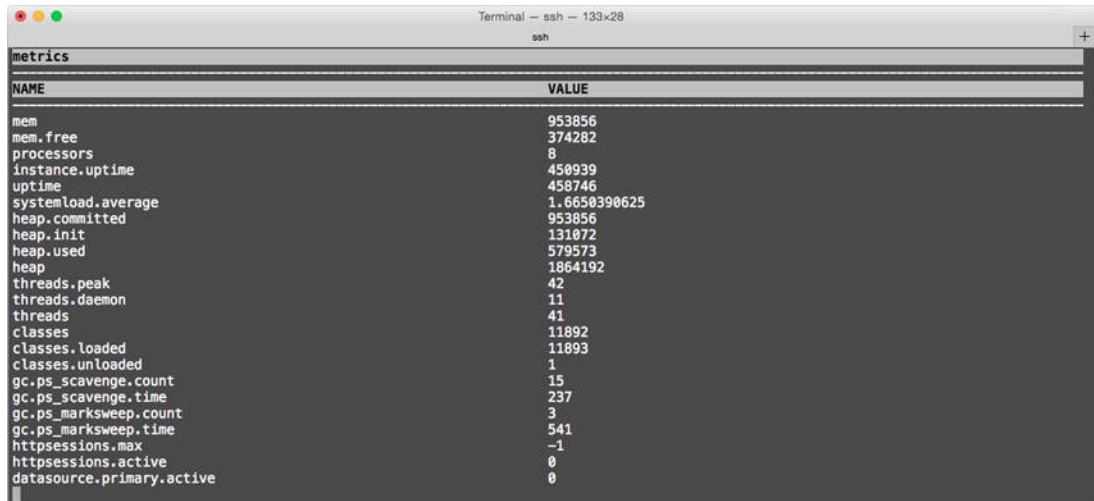 Terminal — ssh — 133×28
ssh +
metrics
NAME VALUE
mem 953856
mem.free 374282
processors 8
instance.uptime 450939
uptime 458746
systemload.average 1.6650390625
heap.committed 953856
heap.init 131072
heap.used 579573
heap 1864192
threads.peak 42
threads.daemon 11
threads 41
classes 11892
classes.loaded 11893
classes.unloaded 1
gc.ps_scavenge.count 15
gc.ps_scavenge.time 237
gc.ps_marksweep.count 3
gc.ps_marksweep.time 541
httpsessions.max -1
httpsessions.active 0
datasource.primary.active 0